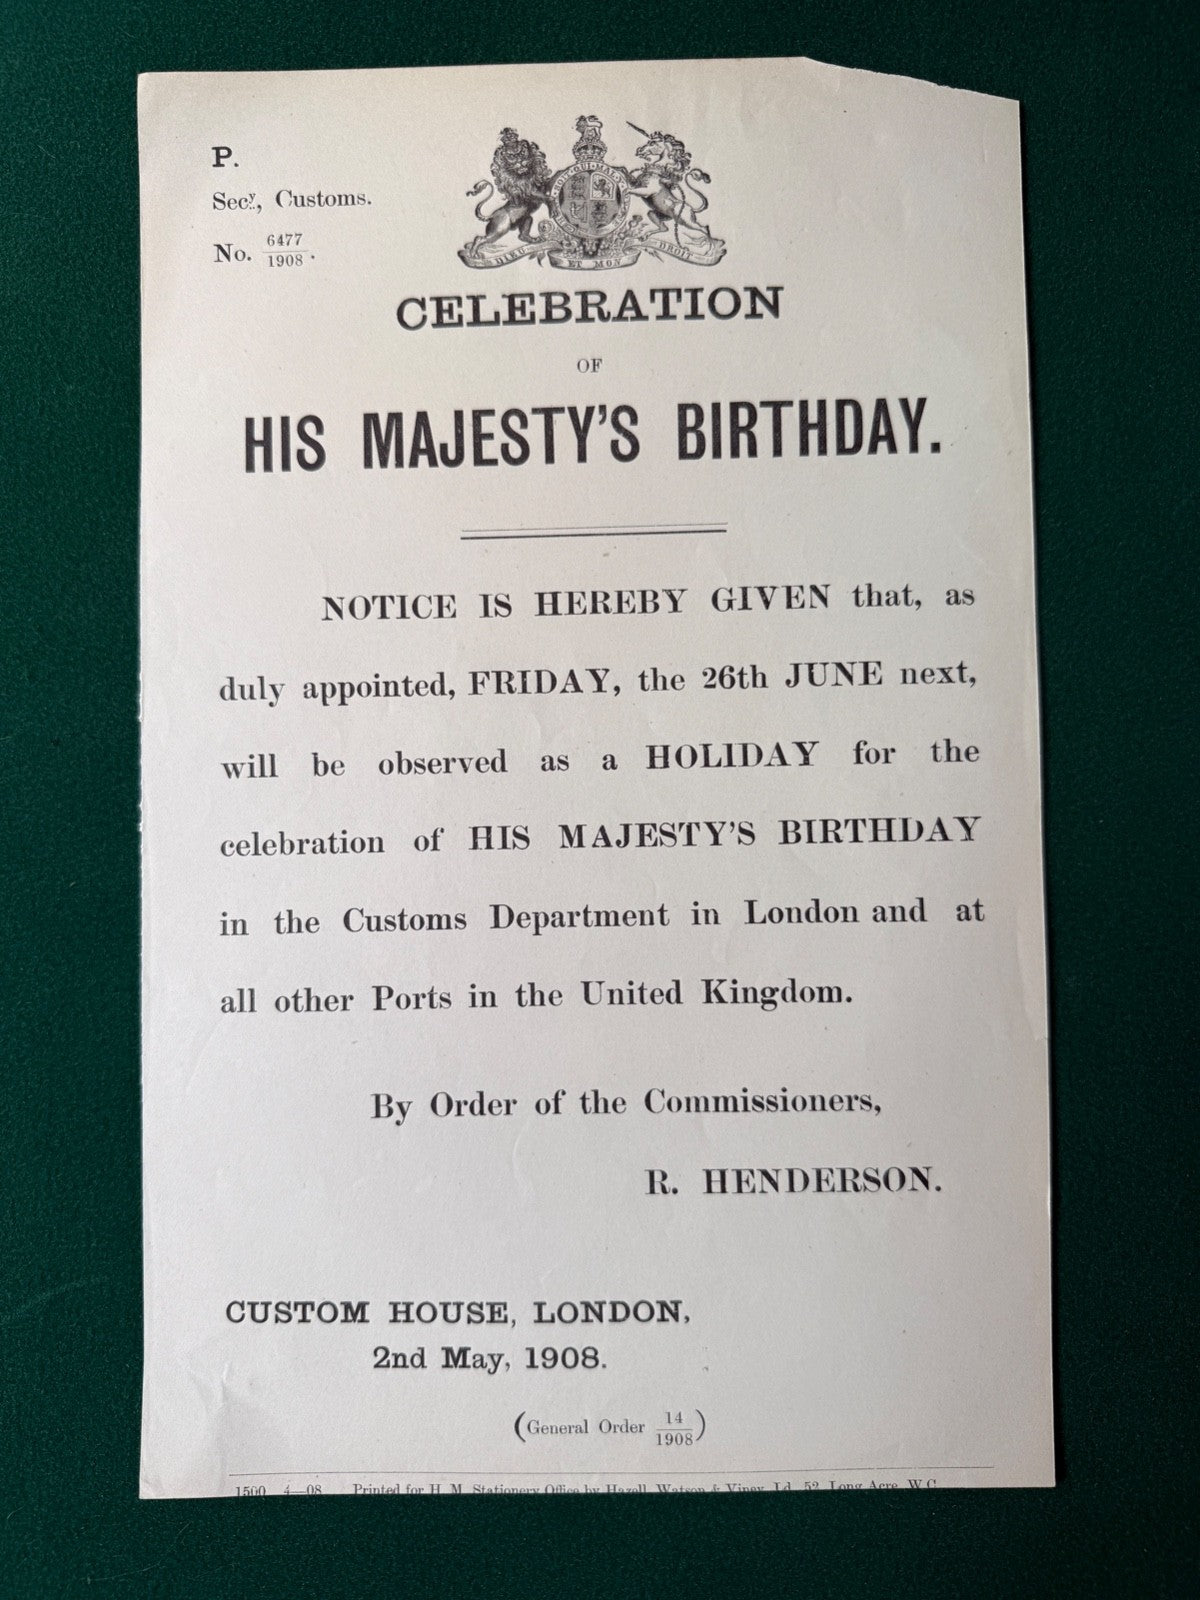 P.
Secy., Customs.
No. 6477/1908.
HONI SOIT QUI MAL Y
DIEU ET MON DROIT
CELEBRATION
OF
HIS MAJESTY'S BIRTHDAY.
NOTICE IS HEREBY GIVEN that, as
duly appointed, FRIDAY, the 26th JUNE next,
will be observed as a HOLIDAY for the
celebration of HIS MAJESTY'S BIRTHDAY
in the Customs Department in London and at
all other Ports in the United Kingdom.
By Order of the Commissioners,
R. HENDERSON.
CUSTOM HOUSE, LONDON,
2nd May, 1908.
(General Order 14/1908)
1500 4—08 Printed for H. M. Stationery Office by Hazell, Watson & Viney, Ld. 52, Long Acre, W.C.